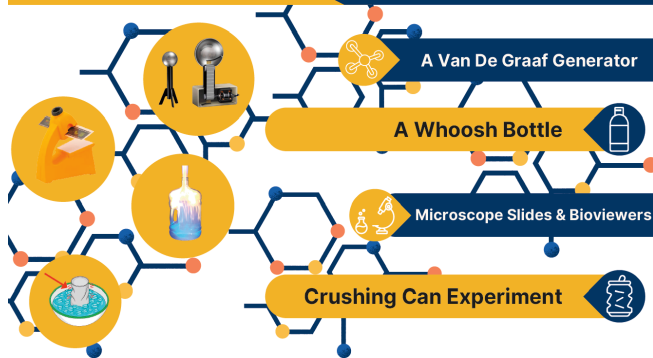 A Van De Graaf Generator
A Whoosh Bottle
Microscope Slides & Bioviewers
Crushing Can Experiment